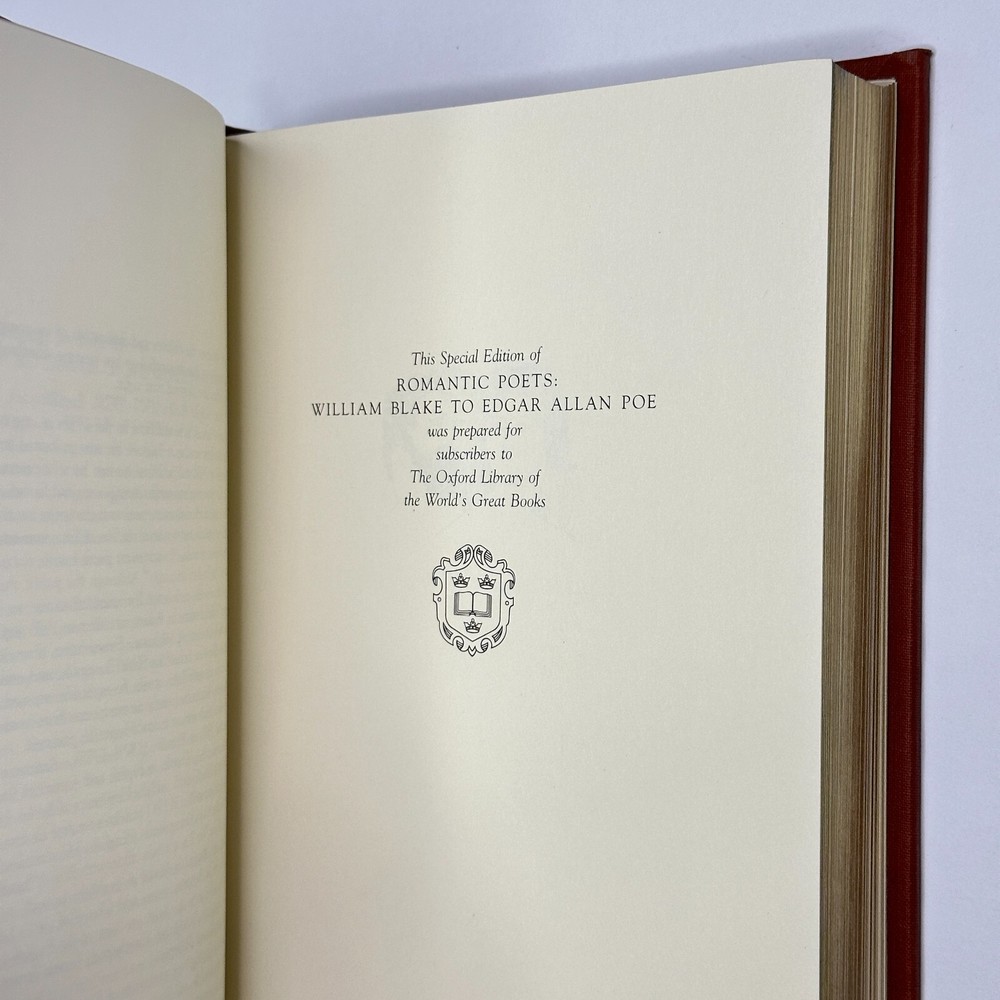 This Special Edition of
ROMANTIC POETS:
WILLIAM BLAKE TO EDGAR ALLAN POE
was prepared for
subscribers to
The Oxford Library of
the World's Great Books